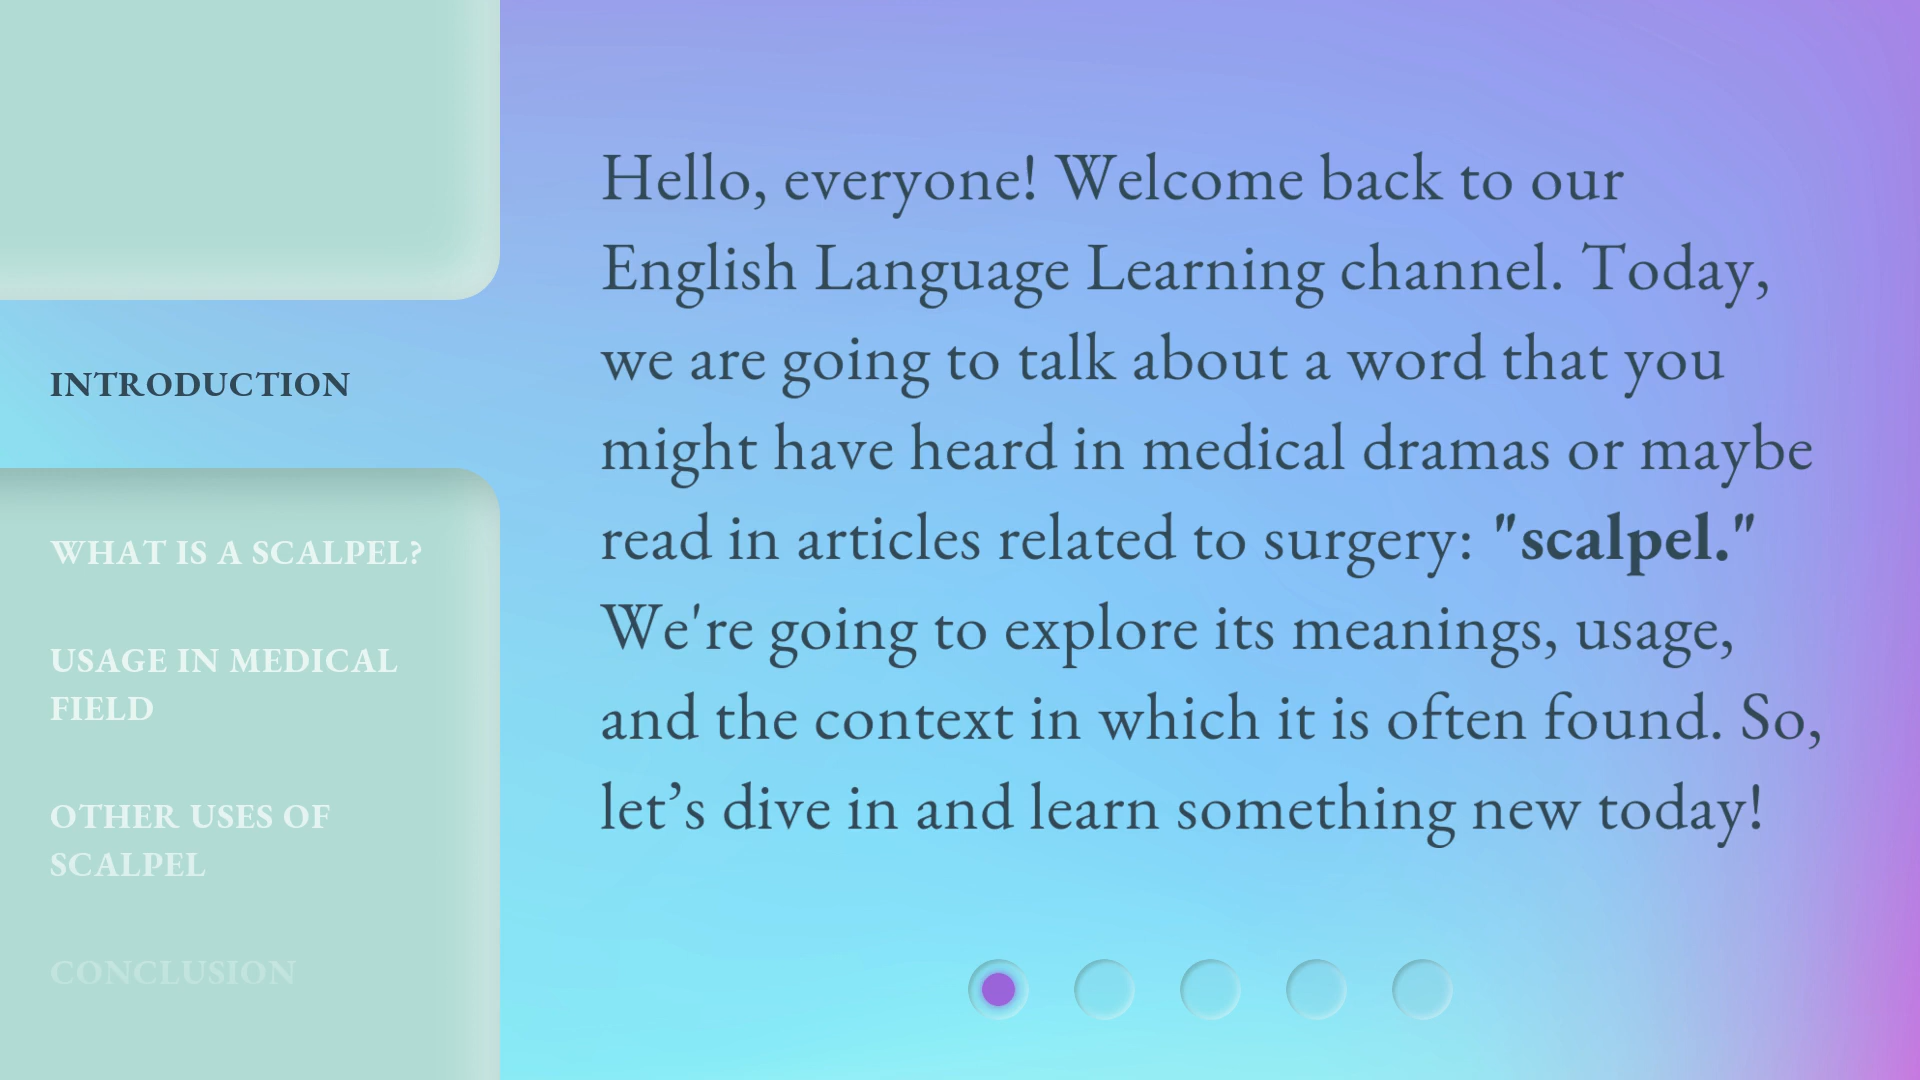 INTRODUCTION
WHAT IS A SCALPEL?
USAGE IN MEDICAL
FIELD
OTHER USES OF
SCALPEL
CONCLUSION
Hello, everyone! Welcome back to our
English Language Learning channel. Today,
we are going to talk about a word that you
might have heard in medical dramas or maybe
read in articles related to surgery: "scalpel."
We're going to explore its meanings, usage,
and the context in which it is often found. So,
let’s dive in and learn something new today!